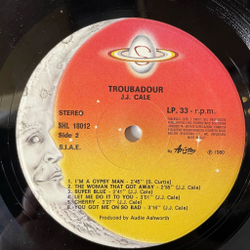 TROUBADOUR
J.J. CALE
STEREO
SHL 18012
Side 2
S.I.A.E.
LP. 33 - r.p.m.
by Ariston
℗ 1980
1. I'M A GYPSY MAN - 2'45" (S. Curtis)
2. THE WOMAN THAT GOT AWAY - 2'55" (J.J. Cale)
3. SUPER BLUE - 2'41" (J.J. Cale)
4. LET ME DO IT TO YOU - 3'01" (J.J. Cale)
5. CHERRY - 3'27" (J.J. Cale)
6. YOU GOT ME ON SO BAD - 3'16" (J.J. Cale)
Produced by Audie Ashworth